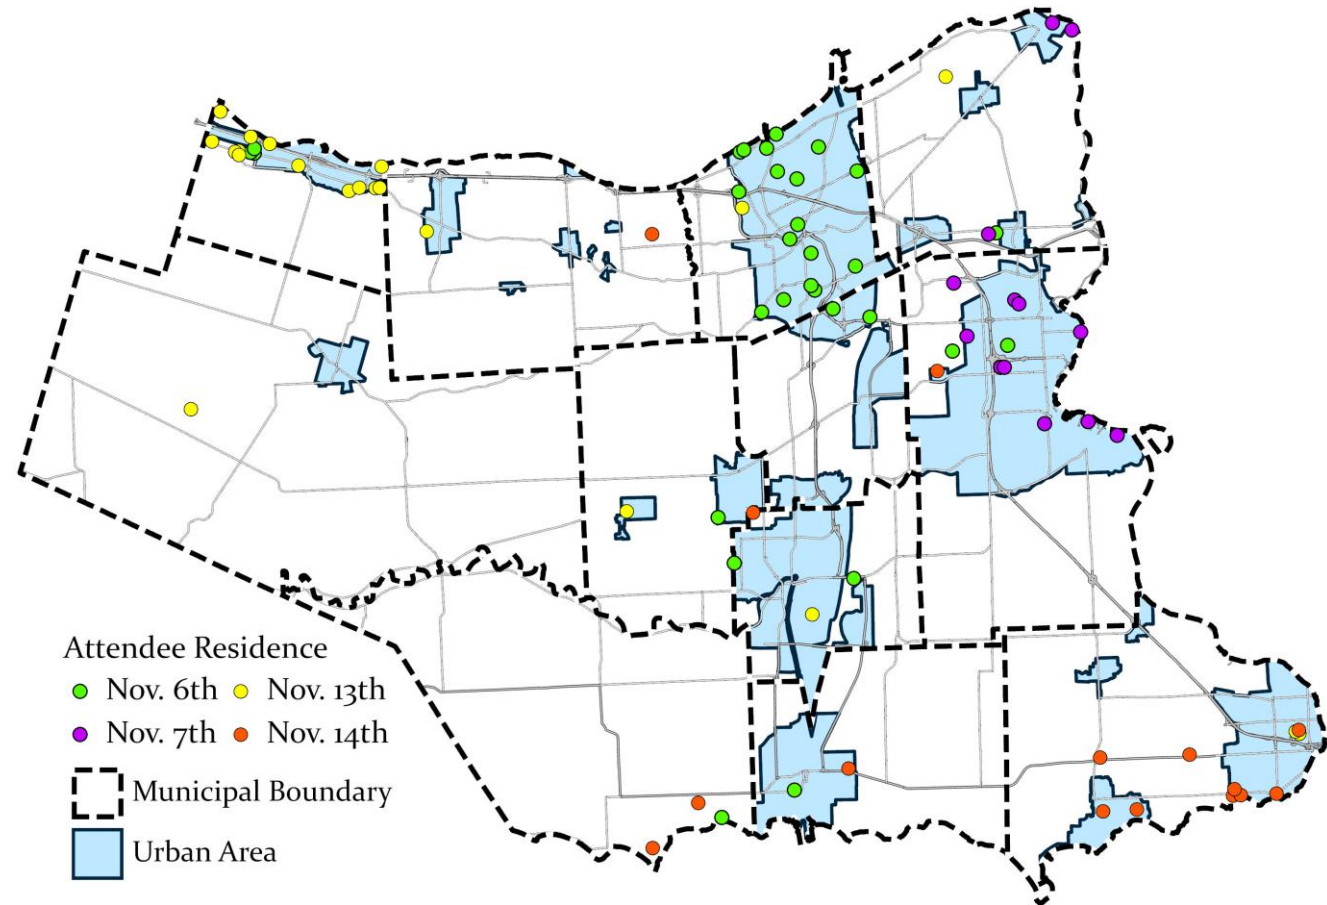 Attendee Residence
Nov. 6th Nov. 13th
Nov. 7th Nov. 14th
Municipal Boundary
Urban Area